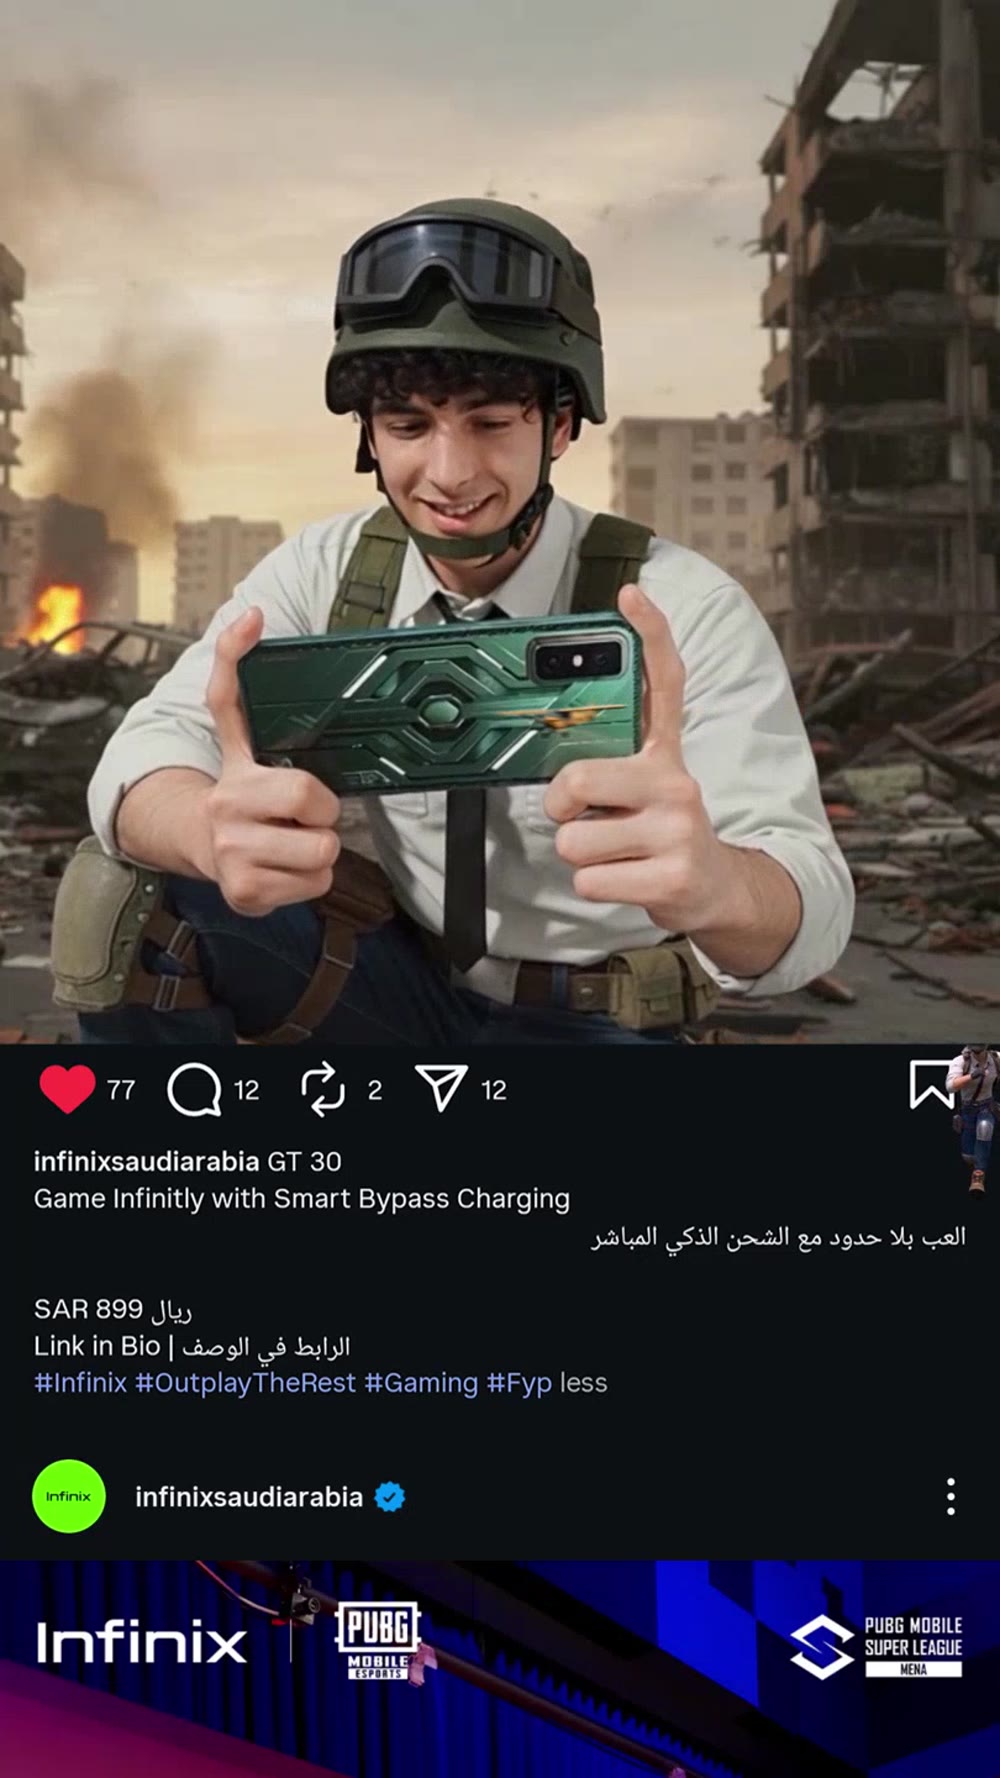 77 12 2 12
infinixsaudiarabia GT 30
Game Infinitly with Smart Bypass Charging
العب بلا حدود مع الشحن الذكي المباشر
SAR 899 ريال
Link in Bio | الرابط في الوصف
#Infinix #OutplayTheRest #Gaming #Fyp less
Infinix
infinixsaudiarabia
Infinix
PUBG
MOBILE
ESPORTS
PUBG MOBILE
SUPER LEAGUE
MENA